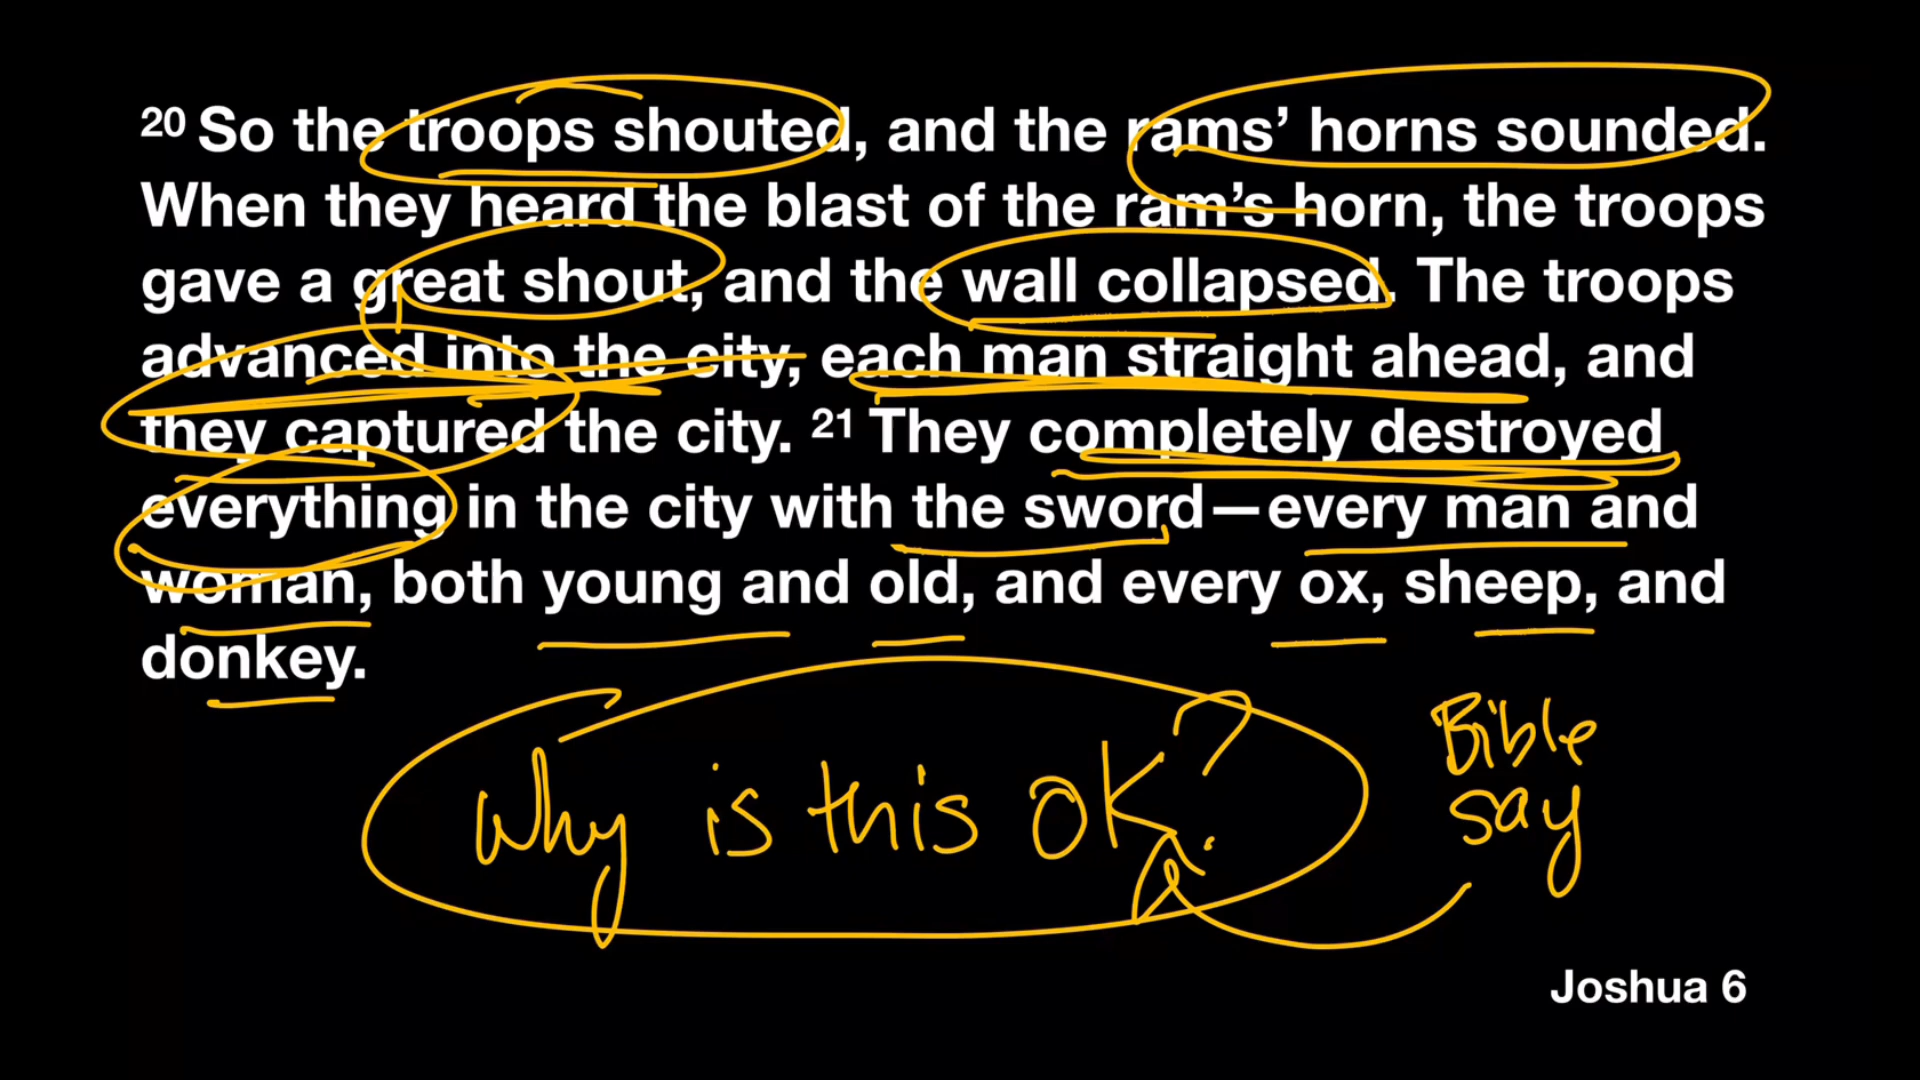 20 So the troops shouted, and the rams’ horns sounded.
When they heard the blast of the ram’s horn, the troops
gave a great shout, and the wall collapsed. The troops
advanced into the city, each man straight ahead, and
they captured the city. 21 They completely destroyed
everything in the city with the sword—every man and
woman, both young and old, and every ox, sheep, and
donkey.
Why is this OK?
Bible
say
Joshua 6